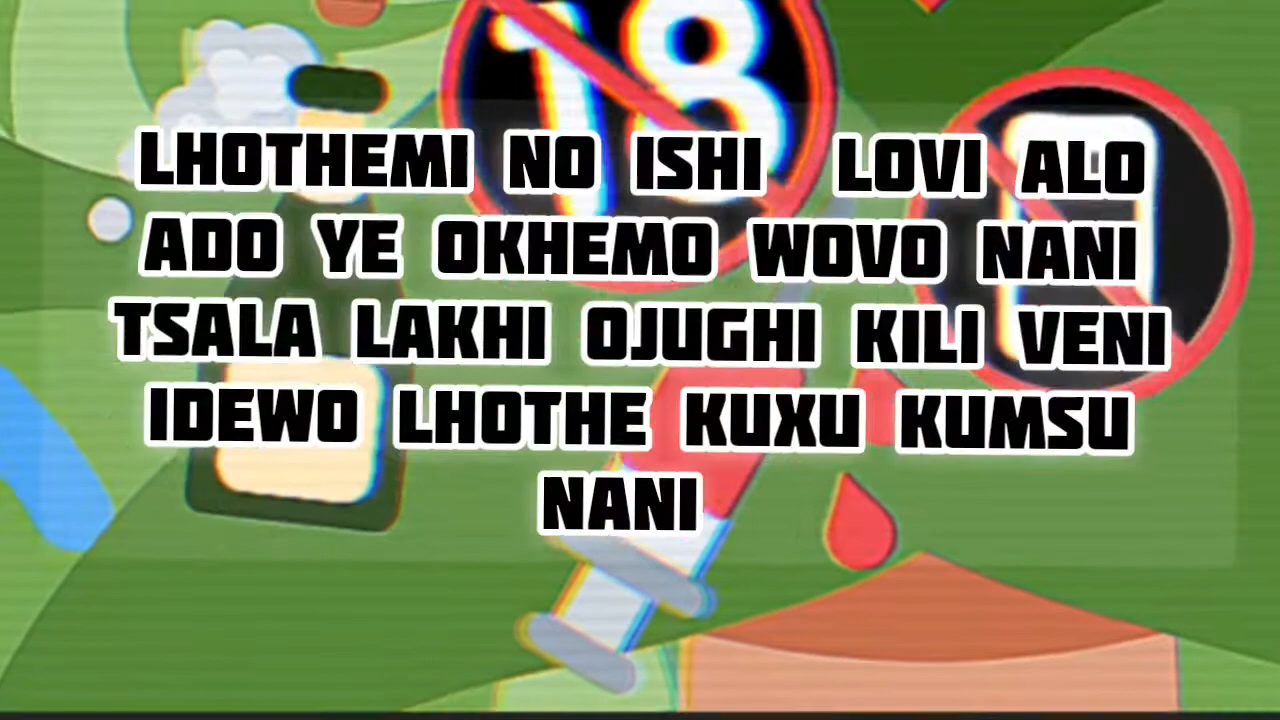 18
LHOTHEMI NO ISHI LOVI ALO
ADO YE OKHEMO WOVO NANI
TSALA LAKHI OJUGHI KILI VENI
IDEWO LHOTHE KUXU KUMSU
NANI